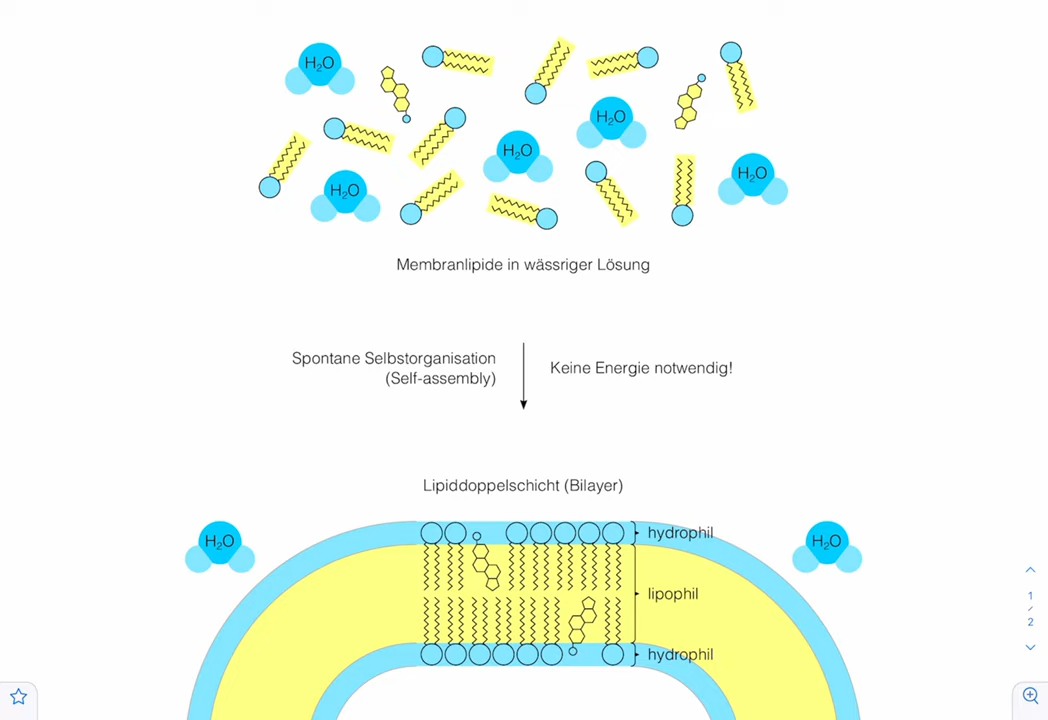 H₂O
H₂O
H₂O
H₂O
H₂O
Membranlipide in wässriger Lösung
Spontane Selbstorganisation
(Self-assembly)
Keine Energie notwendig!
Lipiddoppelschicht (Bilayer)
H₂O
hydrophil
H₂O
lipophil
hydrophil
1
/
2